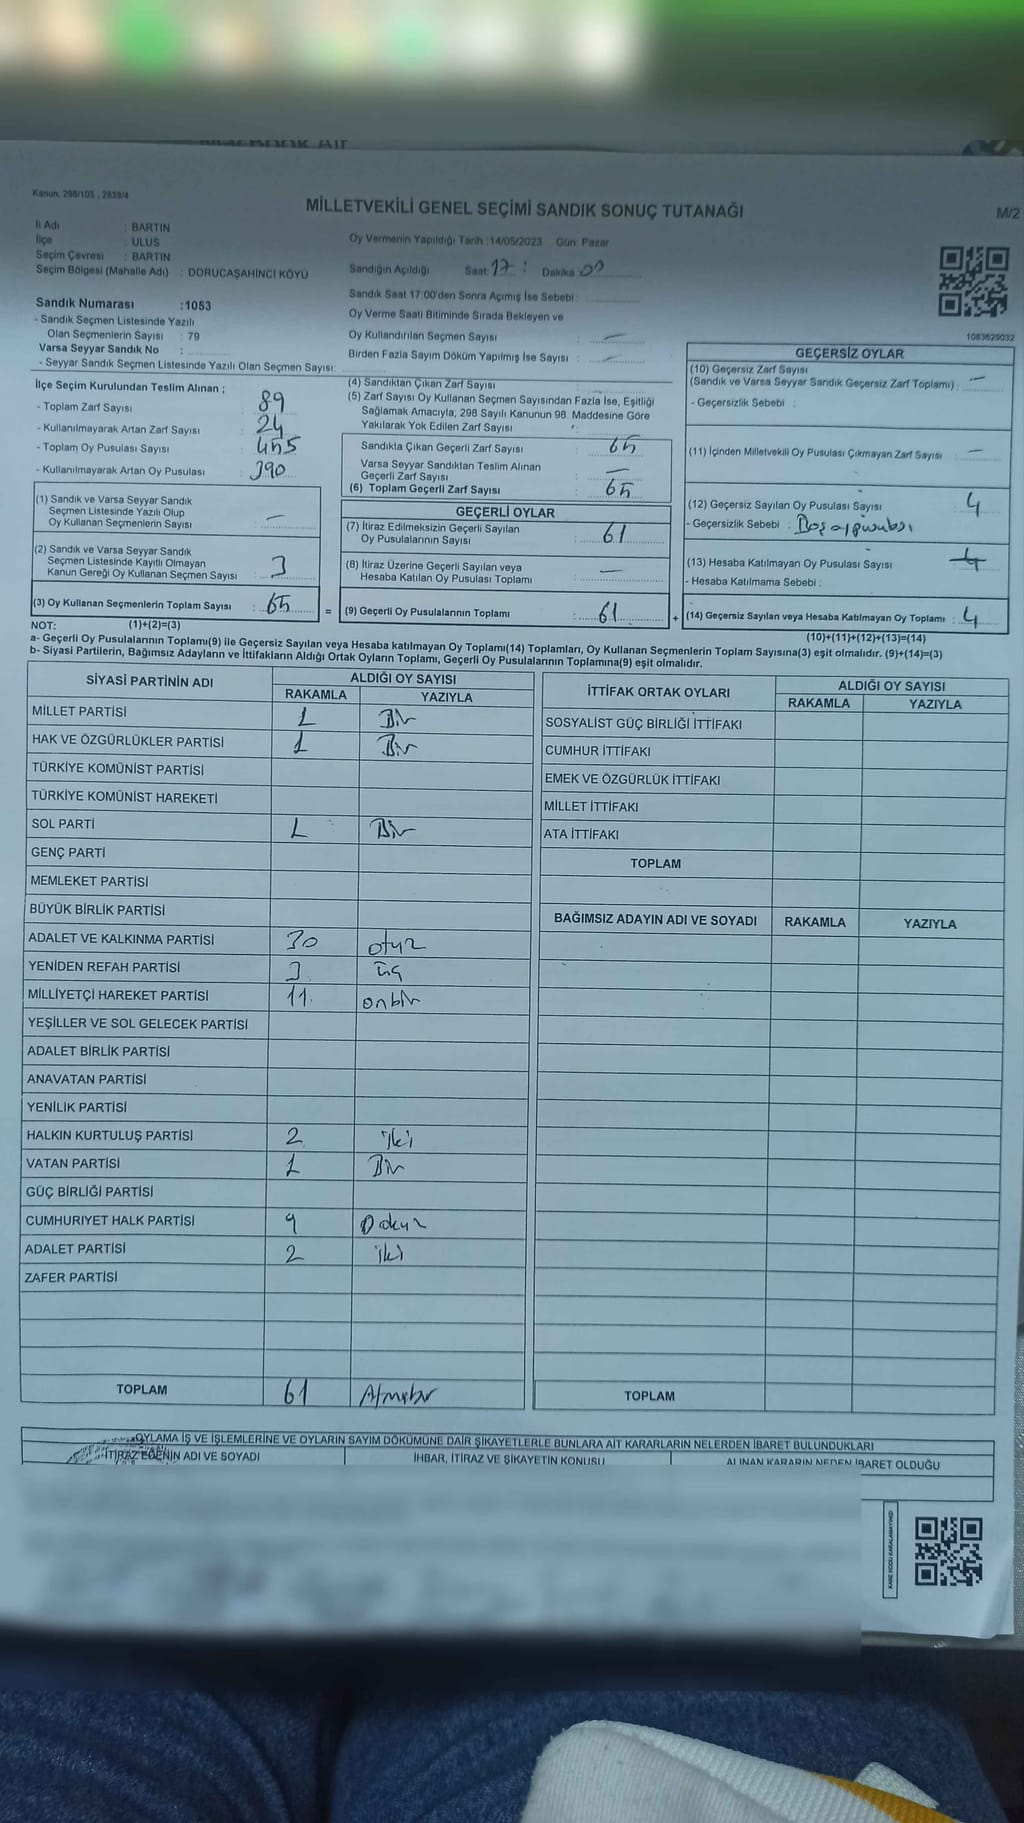 Kanun, 298/105 , 2839/4
MİLLETVEKİLİ GENEL SEÇİMİ SANDIK SONUÇ TUTANAĞI
M/2
İl Adı : BARTIN
İlçe : ULUS
Seçim Çevresi : BARTIN
Seçim Bölgesi (Mahalle Adı) : DORUCAŞAHİNCİ KÖYÜ
Oy Vermenin Yapıldığı Tarih :14/05/2023 Gün: Pazar
Sandığın Açıldığı Saat: 17 : Dakika 00
Sandık Saat 17:00'den Sonra Açımış İse Sebebi :
Oy Verme Saati Bitiminde Sırada Bekleyen ve
Oy Kullandırılan Seçmen Sayısı : —
Birden Fazla Sayım Döküm Yapılmış İse Sayısı : —
1083629032
Sandık Numarası :1053
- Sandık Seçmen Listesinde Yazılı
Olan Seçmenlerin Sayısı : 79
Varsa Seyyar Sandık No :
- Seyyar Sandık Seçmen Listesinde Yazılı Olan Seçmen Sayısı:
İlçe Seçim Kurulundan Teslim Alınan ;
- Toplam Zarf Sayısı : 89
- Kullanılmayarak Artan Zarf Sayısı : 24
- Toplam Oy Pusulası Sayısı : 455
- Kullanılmayarak Artan Oy Pusulası : 390
(1) Sandık ve Varsa Seyyar Sandık
Seçmen Listesinde Yazılı Olup
Oy Kullanan Seçmenlerin Sayısı : —
(2) Sandık ve Varsa Seyyar Sandık
Seçmen Listesinde Kayıtlı Olmayan
Kanun Gereği Oy Kullanan Seçmen Sayısı : 3
(3) Oy Kullanan Seçmenlerin Toplam Sayısı : 65
(4) Sandıktan Çıkan Zarf Sayısı :
(5) Zarf Sayısı Oy Kullanan Seçmen Sayısından Fazla İse, Eşitliği
Sağlamak Amacıyla, 298 Sayılı Kanunun 98. Maddesine Göre
Yakılarak Yok Edilen Zarf Sayısı :
Sandıkta Çıkan Geçerli Zarf Sayısı : 65
Varsa Seyyar Sandıktan Teslim Alınan
Geçerli Zarf Sayısı : —
(6) Toplam Geçerli Zarf Sayısı : 65
GEÇERLİ OYLAR
(7) İtiraz Edilmeksizin Geçerli Sayılan
Oy Pusulalarının Sayısı : 61
(8) İtiraz Üzerine Geçerli Sayılan veya
Hesaba Katılan Oy Pusulası Toplamı : —
= (9) Geçerli Oy Pusulalarının Toplamı : 61
GEÇERSİZ OYLAR
(10) Geçersiz Zarf Sayısı
(Sandık ve Varsa Seyyar Sandık Geçersiz Zarf Toplamı) : —
- Geçersizlik Sebebi :
(11) İçinden Milletvekili Oy Pusulası Çıkmayan Zarf Sayısı : —
(12) Geçersiz Sayılan Oy Pusulası Sayısı : 4
- Geçersizlik Sebebi : Boş oy pusulası
(13) Hesaba Katılmayan Oy Pusulası Sayısı : 4
- Hesaba Katılmama Sebebi :
+ (14) Geçersiz Sayılan veya Hesaba Katılmayan Oy Toplamı : 4
NOT: (1)+(2)=(3)
(10)+(11)+(12)+(13)=(14)
a- Geçerli Oy Pusulalarının Toplamı(9) ile Geçersiz Sayılan veya Hesaba katılmayan Oy Toplamı(14) Toplamları, Oy Kullanan Seçmenlerin Toplam Sayısına(3) eşit olmalıdır. (9)+(14)=(3)
b- Siyasi Partilerin, Bağımsız Adayların ve İttifakların Aldığı Ortak Oyların Toplamı, Geçerli Oy Pusulalarının Toplamına(9) eşit olmalıdır.
SİYASİ PARTİNİN ADI ALDIĞI OY SAYISI
RAKAMLA YAZIYLA
MİLLET PARTİSİ 1 Bir
HAK VE ÖZGÜRLÜKLER PARTİSİ 1 Bir
TÜRKİYE KOMÜNİST PARTİSİ
TÜRKİYE KOMÜNİST HAREKETİ
SOL PARTİ 1 Bir
GENÇ PARTİ
MEMLEKET PARTİSİ
BÜYÜK BİRLİK PARTİSİ
ADALET VE KALKINMA PARTİSİ 30 otuz
YENİDEN REFAH PARTİSİ 3 üç
MİLLİYETÇİ HAREKET PARTİSİ 11 onbir
YEŞİLLER VE SOL GELECEK PARTİSİ
ADALET BİRLİK PARTİSİ
ANAVATAN PARTİSİ
YENİLİK PARTİSİ
HALKIN KURTULUŞ PARTİSİ 2 iki
VATAN PARTİSİ 1 Bir
GÜÇ BİRLİĞİ PARTİSİ
CUMHURİYET HALK PARTİSİ 9 Dokuz
ADALET PARTİSİ 2 iki
ZAFER PARTİSİ
TOPLAM 61 Atmışbir
İTTİFAK ORTAK OYLARI ALDIĞI OY SAYISI
RAKAMLA YAZIYLA
SOSYALİST GÜÇ BİRLİĞİ İTTİFAKI
CUMHUR İTTİFAKI
EMEK VE ÖZGÜRLÜK İTTİFAKI
MİLLET İTTİFAKI
ATA İTTİFAKI
TOPLAM
BAĞIMSIZ ADAYIN ADI VE SOYADI RAKAMLA YAZIYLA
TOPLAM
OYLAMA İŞ VE İŞLEMLERİNE VE OYLARIN SAYIM DÖKÜMÜNE DAİR ŞİKAYETLERLE BUNLARA AİT KARARLARIN NELERDEN İBARET BULUNDUKLARI
İTİRAZ EDENİN ADI VE SOYADI İHBAR, İTİRAZ VE ŞİKAYETİN KONUSU ALINAN KARARIN NEDEN İBARET OLDUĞU
KARE KODU KARALAMAYINIZ!